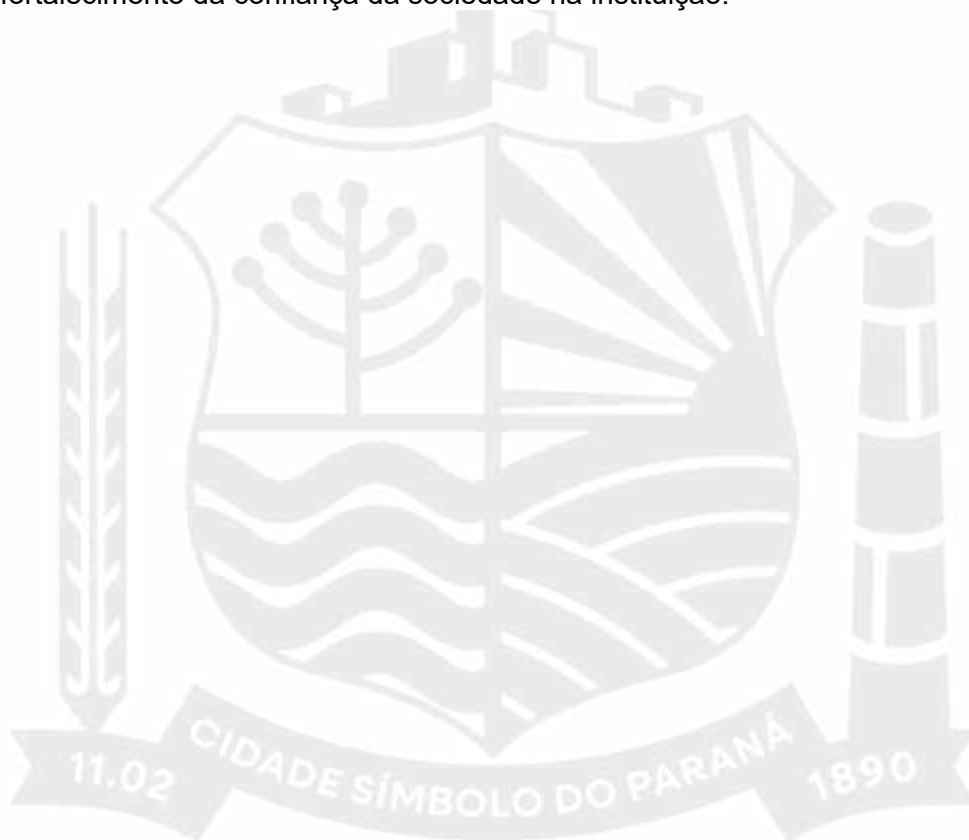 fortalecimento da confiança da sociedade na instituição.
11.02 CIDADE SÍMBOLO DO PARANÁ 1890